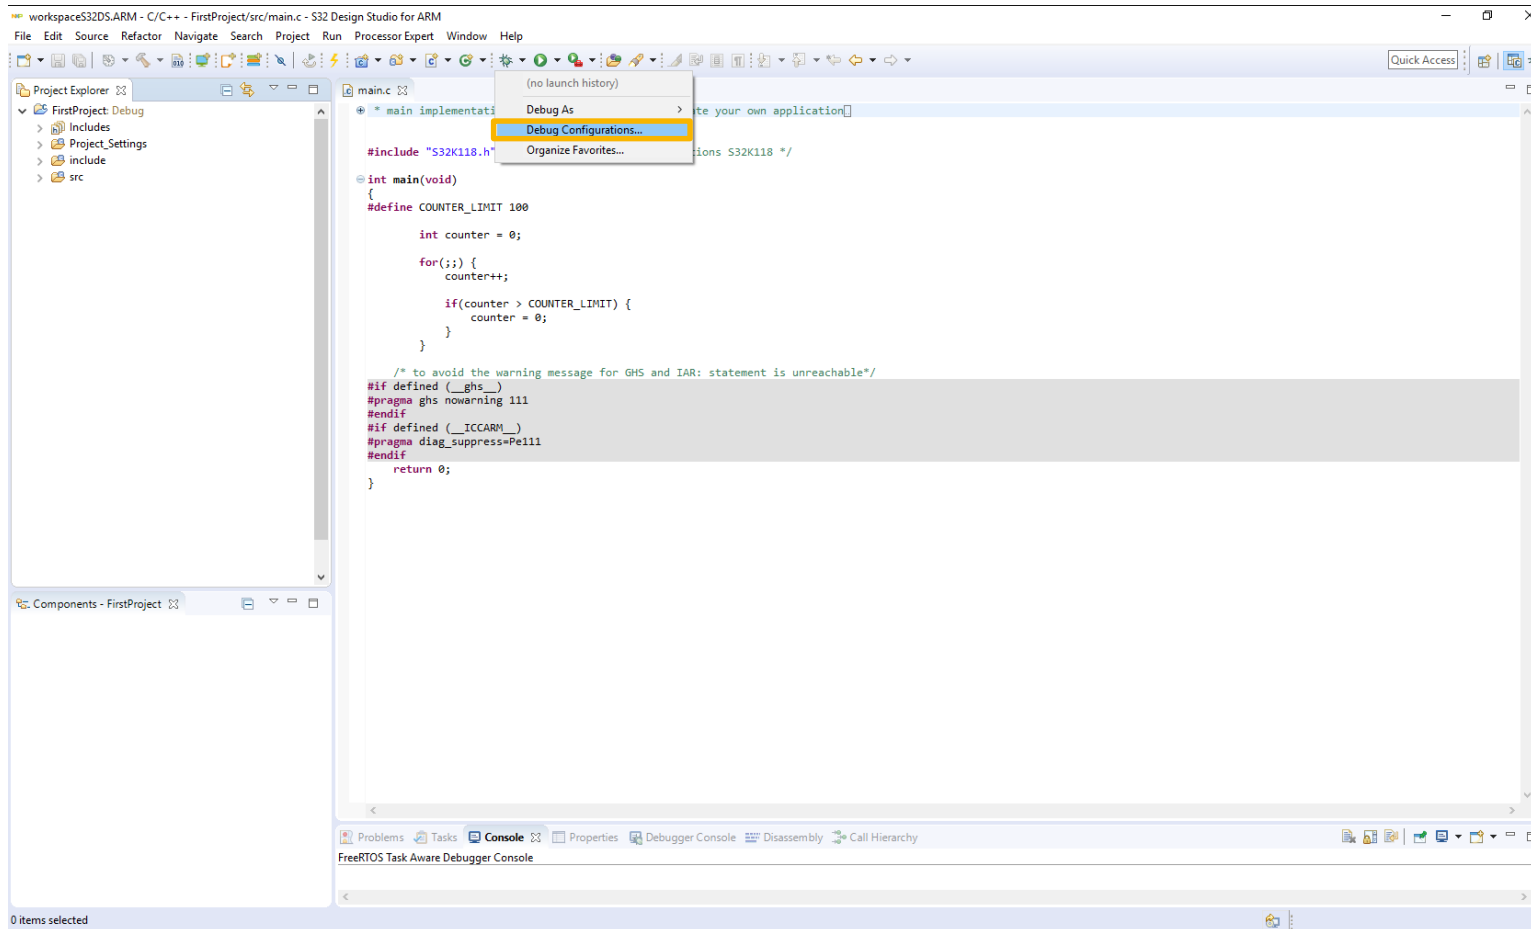 workspaceS32DS.ARM - C/C++ - FirstProject/src/main.c - S32 Design Studio for ARM
File Edit Source Refactor Navigate Search Project Run Processor Expert Window Help
Quick Access
Project Explorer
FirstProject: Debug
Includes
Project_Settings
include
src
main.c
(no launch history)
Debug As
Debug Configurations...
Organize Favorites...
* main implementati
te your own application
#include "S32K118.h"
ions S32K118 */
int main(void)
{
#define COUNTER_LIMIT 100
int counter = 0;
for(;;) {
counter++;
if(counter > COUNTER_LIMIT) {
counter = 0;
}
}
/* to avoid the warning message for GHS and IAR: statement is unreachable*/
#if defined (__ghs__)
#pragma ghs nowarning 111
#endif
#if defined (__ICCARM__)
#pragma diag_suppress=Pe111
#endif
return 0;
}
Components - FirstProject
Problems Tasks Console Properties Debugger Console Disassembly Call Hierarchy
FreeRTOS Task Aware Debugger Console
0 items selected